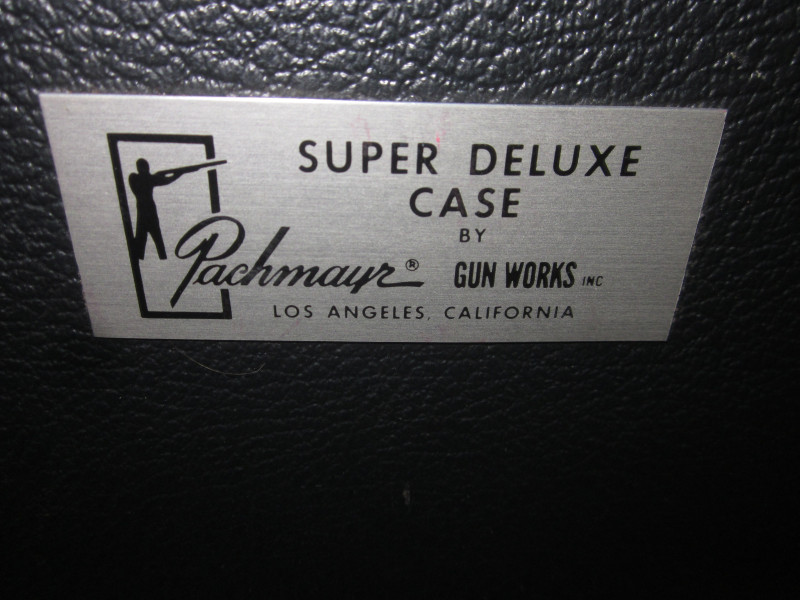 SUPER DELUXE
CASE
BY
Pachmayr® GUN WORKS INC
LOS ANGELES, CALIFORNIA